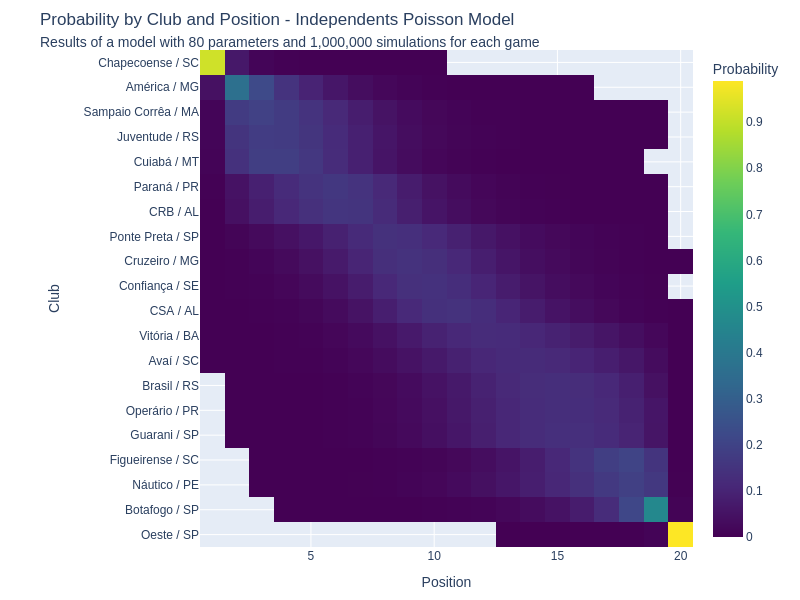 Probability by Club and Position - Independents Poisson Model
Results of a model with 80 parameters and 1,000,000 simulations for each game
Probability
Club
Chapecoense / SC
América / MG
Sampaio Corrêa / MA
Juventude / RS
Cuiabá / MT
Paraná / PR
CRB / AL
Ponte Preta / SP
Cruzeiro / MG
Confiança / SE
CSA / AL
Vitória / BA
Avaí / SC
Brasil / RS
Operário / PR
Guarani / SP
Figueirense / SC
Náutico / PE
Botafogo / SP
Oeste / SP
0.9
0.8
0.7
0.6
0.5
0.4
0.3
0.2
0.1
0
5 10 15 20
Position